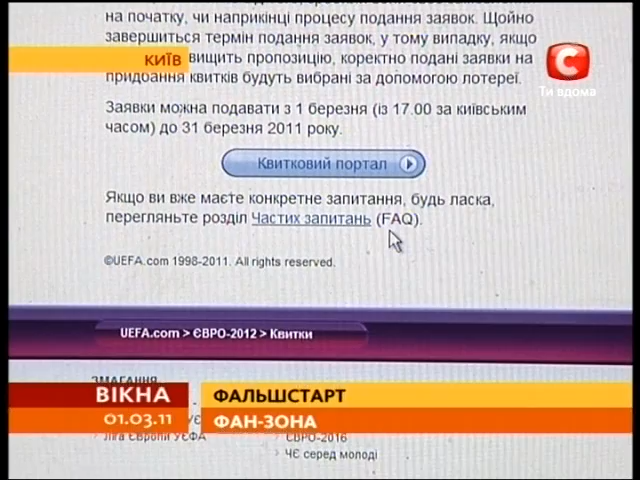 на початку, чи наприкінці процесу подання заявок. Щойно
завершиться термін подання заявок, у тому випадку, якщо
КИЇВ
вищить пропозицію, коректно подані заявки на
придбання квитків будуть вибрані за допомогою лотереї.
С
Ти вдома
Заявки можна подавати з 1 березня (із 17.00 за київським
часом) до 31 березня 2011 року.
Квитковий портал
Якщо ви вже маєте конкретне запитання, будь ласка,
перегляньте розділ Частих запитань (FAQ).
©UEFA.com 1998-2011. All rights reserved.
UEFA.com > ЄВРО-2012 > Квитки
ЗМАГАННЯ
ВІКНА
ФАЛЬШСТАРТ
01.03.11
ФАН-ЗОНА
Ліга Європи УЄФА
ЄВРО-2016
ЧЄ серед молоді